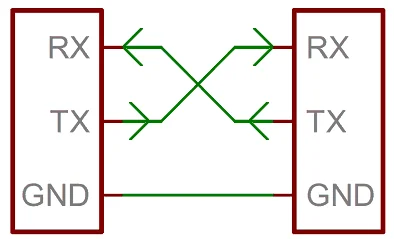 RX RX
TX TX
GND GND